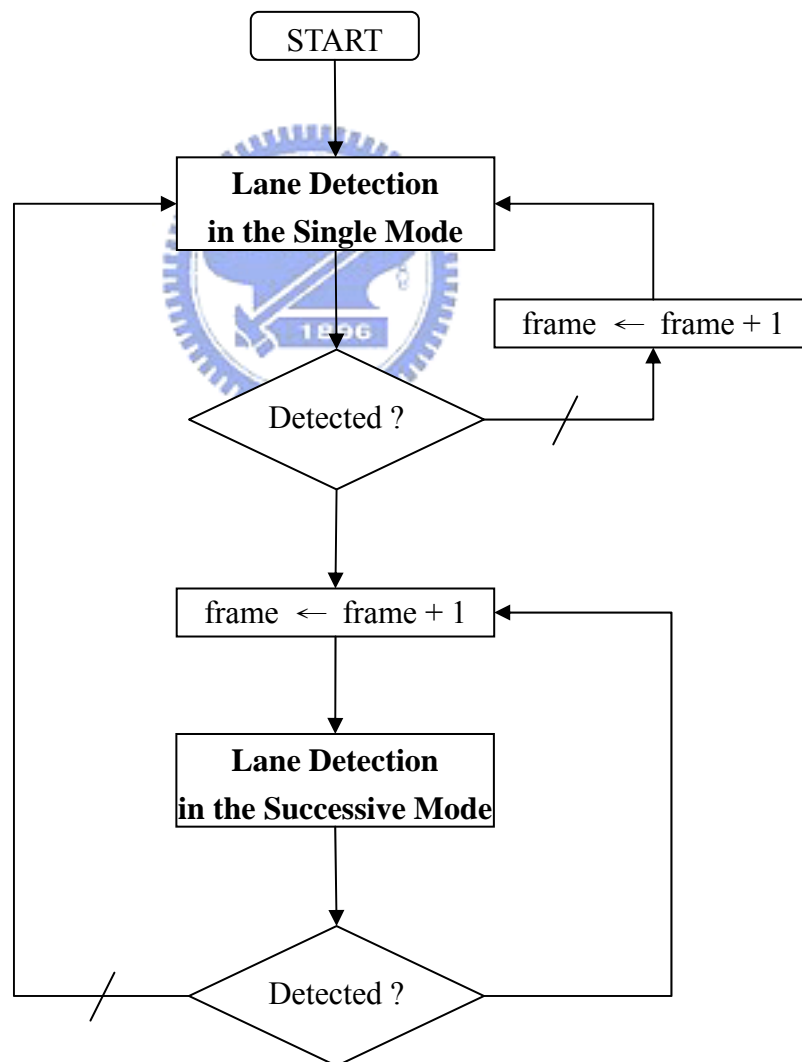 START
Lane Detection
in the Single Mode
1896
frame ← frame + 1
Detected ?
frame ← frame + 1
Lane Detection
in the Successive Mode
Detected ?